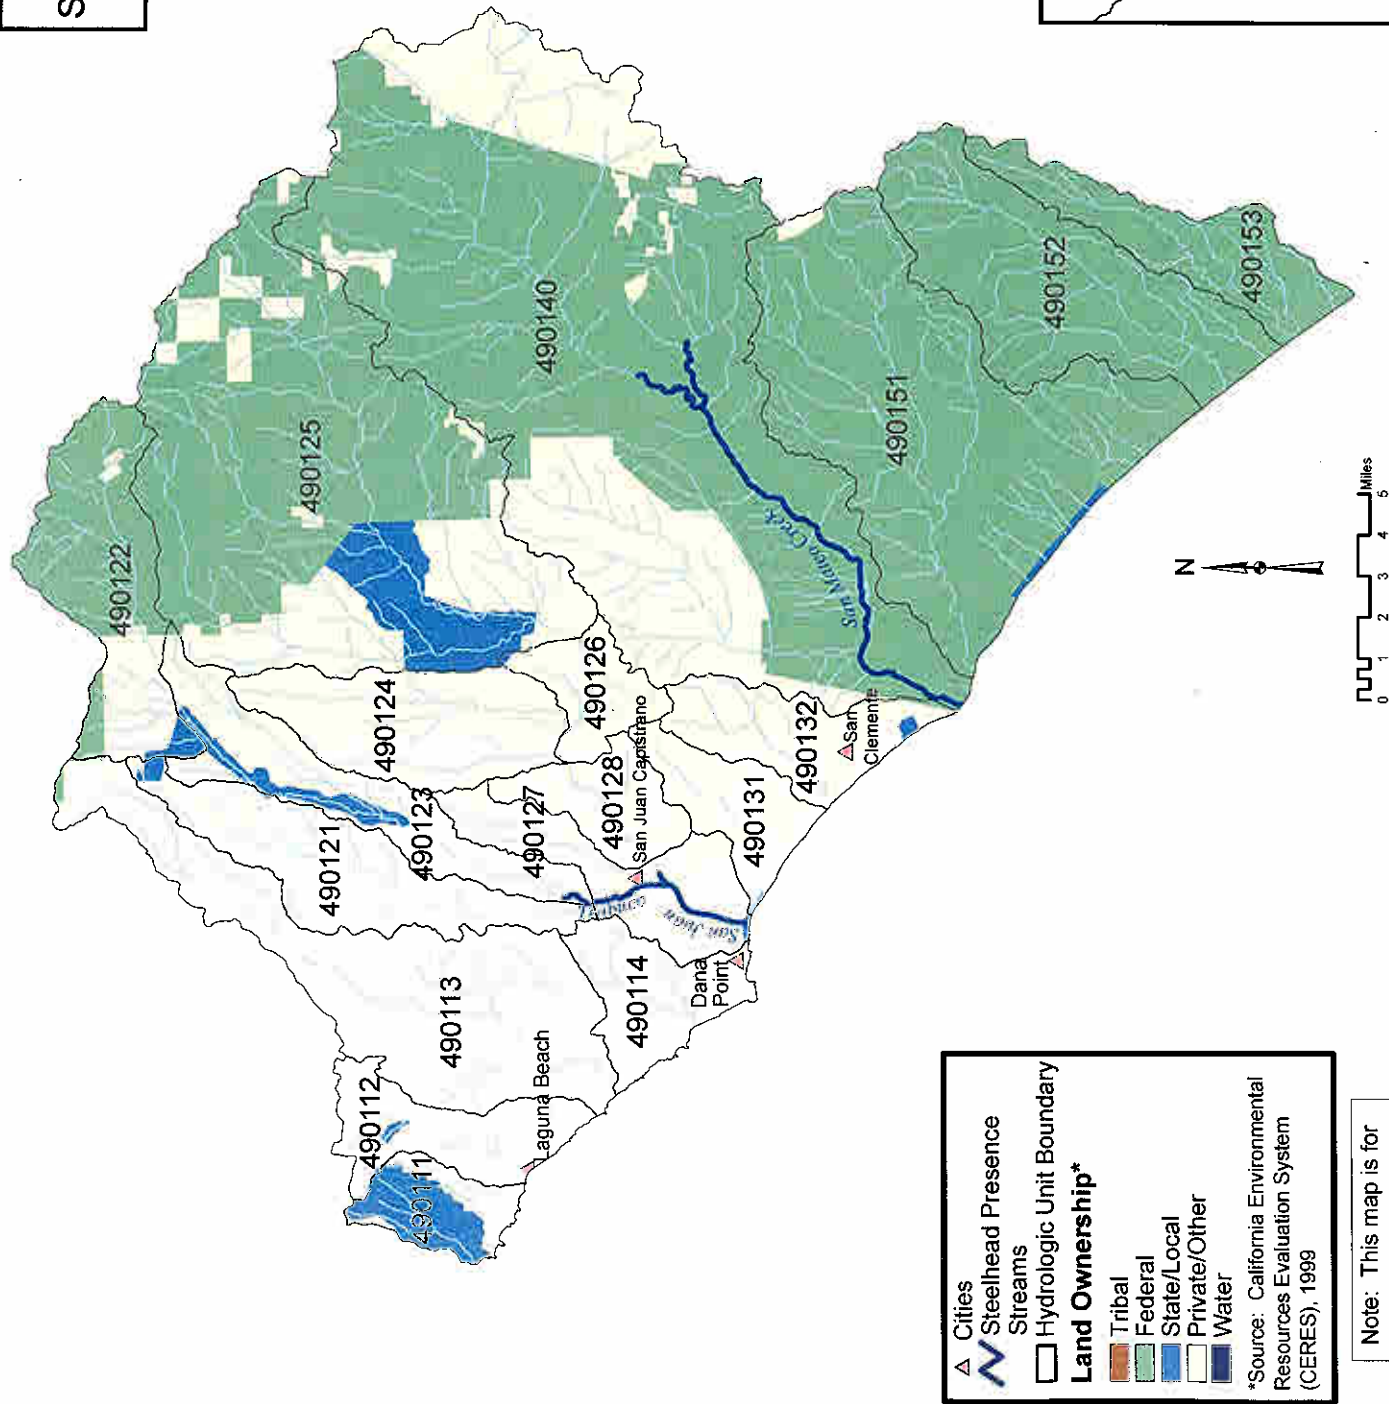 S
490122
490125
490140
490124
490126
490121
490123
490127
490128
San Juan Capistrano
490132
San
Clemente
490131
San Mateo Creek
490151
490152
490153
490113
490114
Trabuco
San Juan
Dana
Point
490112
490111
Laguna Beach
N
0 1 2 3 4 5 Miles
Cities
Steelhead Presence
Streams
Hydrologic Unit Boundary
Land Ownership*
Tribal
Federal
State/Local
Private/Other
Water
*Source: California Environmental
Resources Evaluation System
(CERES), 1999
Note: This map is for